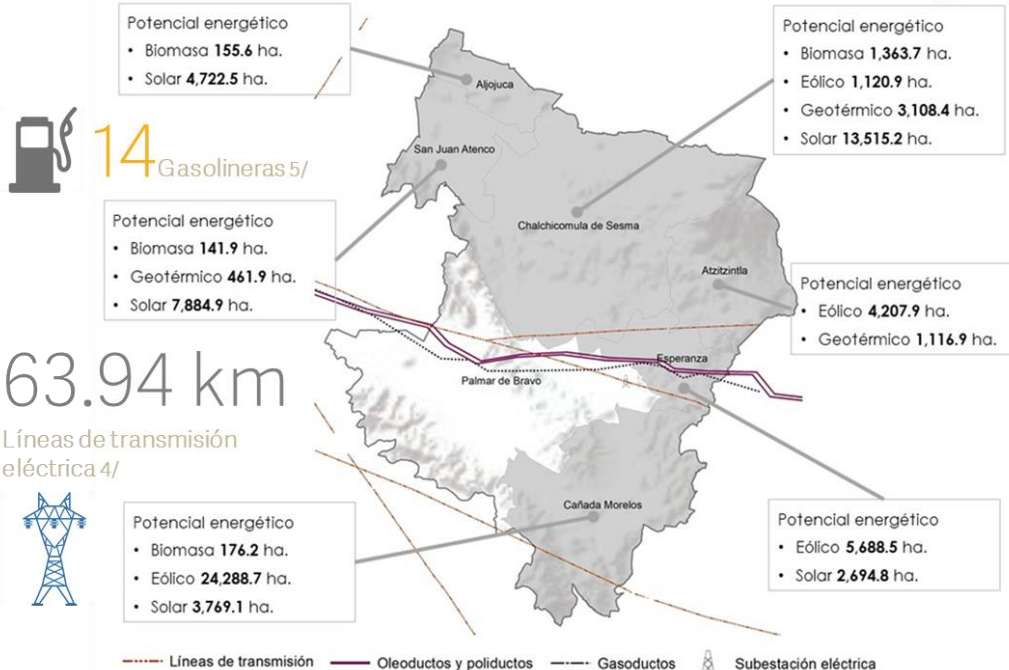 Potencial energético
• Biomasa 155.6 ha.
• Solar 4,722.5 ha.
Potencial energético
• Biomasa 1,363.7 ha.
• Eólico 1,120.9 ha.
• Geotérmico 3,108.4 ha.
• Solar 13,515.2 ha.
Aljojuca
14 Gasolineras 5/
San Juan Atenco
Chalchicomula de Sesma
Potencial energético
• Biomasa 141.9 ha.
• Geotérmico 461.9 ha.
• Solar 7,884.9 ha.
Atzitzintla
Potencial energético
• Eólico 4,207.9 ha.
• Geotérmico 1,116.9 ha.
Esperanza
Palmar de Bravo
63.94 km
Líneas de transmisión
eléctrica 4/
Cañada Morelos
Potencial energético
• Biomasa 176.2 ha.
• Eólico 24,288.7 ha.
• Solar 3,769.1 ha.
Potencial energético
• Eólico 5,688.5 ha.
• Solar 2,694.8 ha.
Líneas de transmisión Oleoductos y poliductos Gasoductos Subestación eléctrica